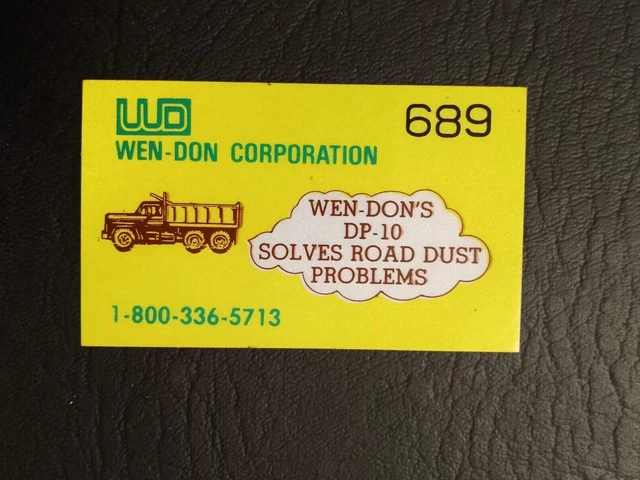 WD
689
WEN-DON CORPORATION
WEN-DON'S
DP-10
SOLVES ROAD DUST
PROBLEMS
1-800-336-5713